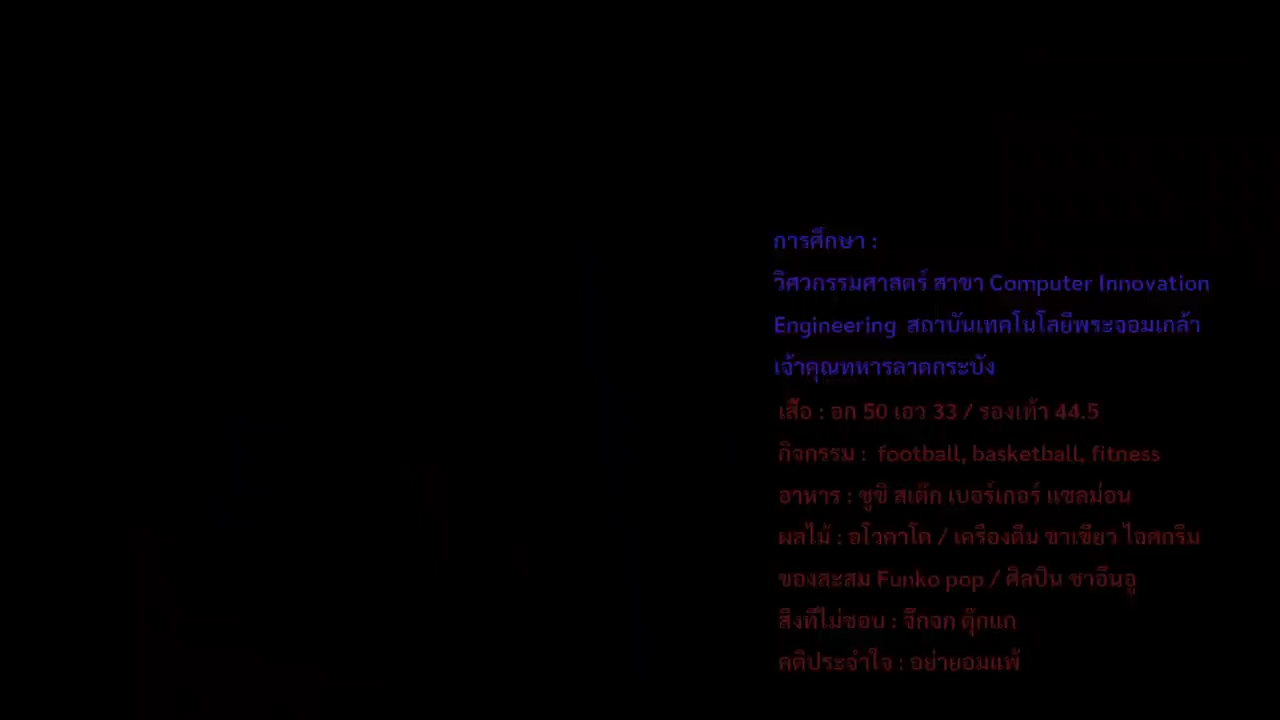 การศึกษา :
วิศวกรรมศาสตร์ สาขา Computer Innovation
Engineering สถาบันเทคโนโลยีพระจอมเกล้า
เจ้าคุณทหารลาดกระบัง
เสื้อ : อก 50 เอว 33 / รองเท้า 44.5
กิจกรรม : football, basketball, fitness
อาหาร : ซูชิ สเต๊ก เบอร์เกอร์ แซลม่อน
ผลไม้ : อโวคาโด / เครื่องดื่ม ชาเขียว ไอศกรีม
ของสะสม Funko pop / ศิลปิน ชาอึนอู
สิ่งที่ไม่ชอบ : จิ้กจก ตุ๊กแก
คติประจำใจ : อย่ายอมแพ้